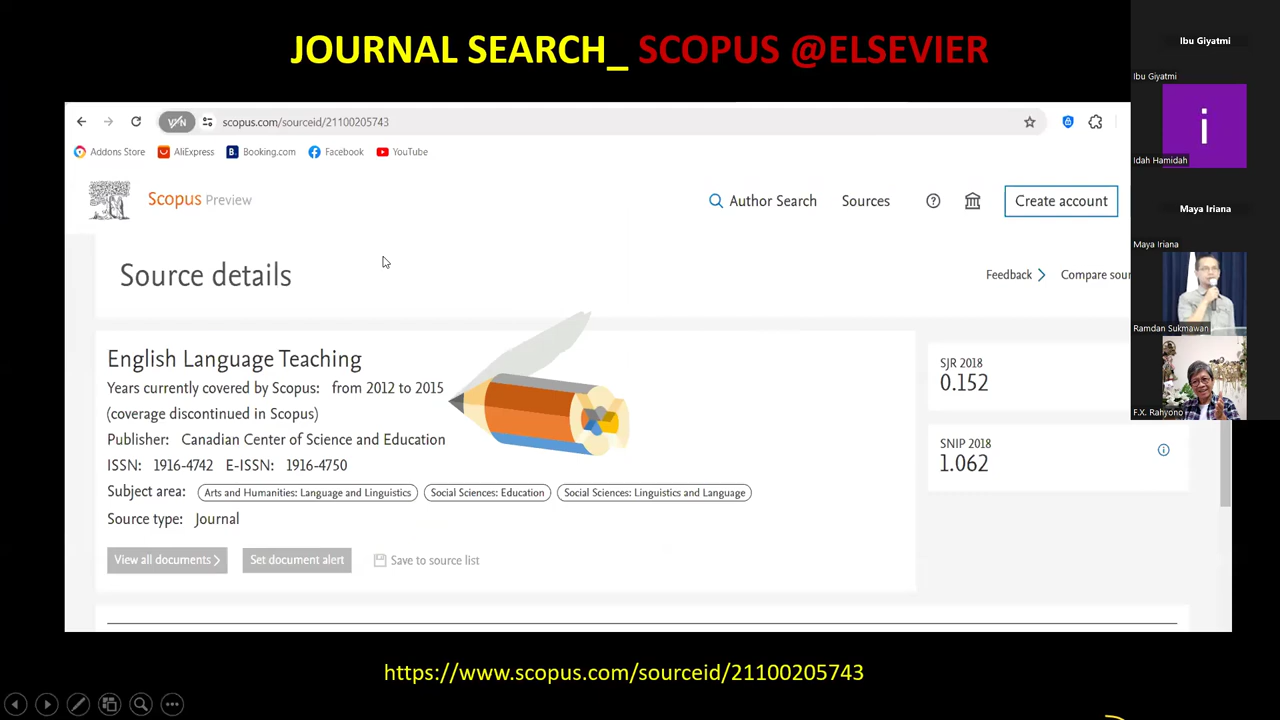 JOURNAL SEARCH_ SCOPUS @ELSEVIER
scopus.com/sourceid/21100205743
Addons Store AliExpress B. Booking.com Facebook YouTube
Scopus Preview
Author Search Sources Create account
Source details
Feedback Compare sour
English Language Teaching
Years currently covered by Scopus: from 2012 to 2015
(coverage discontinued in Scopus)
Publisher: Canadian Center of Science and Education
ISSN: 1916-4742 E-ISSN: 1916-4750
Subject area: Arts and Humanities: Language and Linguistics Social Sciences: Education Social Sciences: Linguistics and Language
Source type: Journal
View all documents Set document alert Save to source list
SJR 2018
0.152
SNIP 2018
1.062
https://www.scopus.com/sourceid/21100205743
Ibu Giyatmi
Ibu Giyatmi
i
Idah Hamidah
Maya Iriana
Maya Iriana
Ramdan Sukmawan
F.X. Rahyono